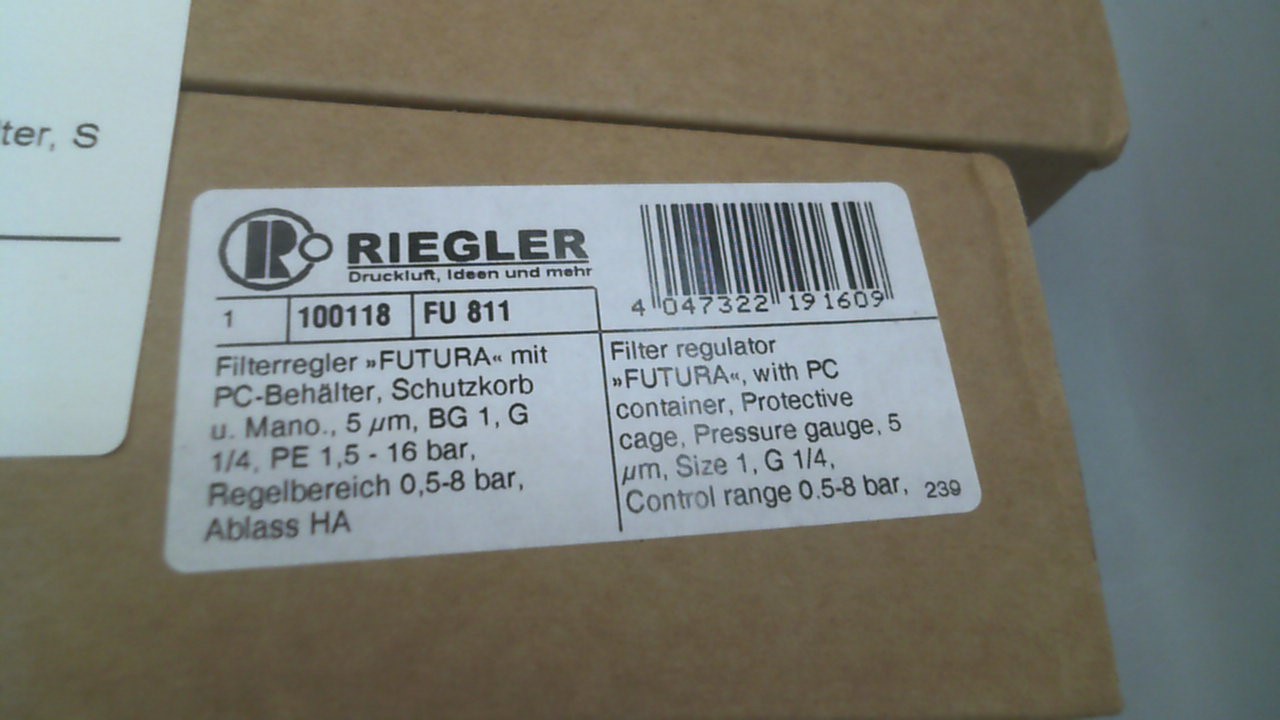 lter, S
RIEGLER
Druckluft, Ideen und mehr
4 047322 191609
1 100118 FU 811
Filterregler »FUTURA« mit
PC-Behälter, Schutzkorb
u. Mano., 5 µm, BG 1, G
1/4, PE 1,5 - 16 bar,
Regelbereich 0,5-8 bar,
Ablass HA
Filter regulator
»FUTURA«, with PC
container, Protective
cage, Pressure gauge, 5
µm, Size 1, G 1/4,
Control range 0.5-8 bar,
239